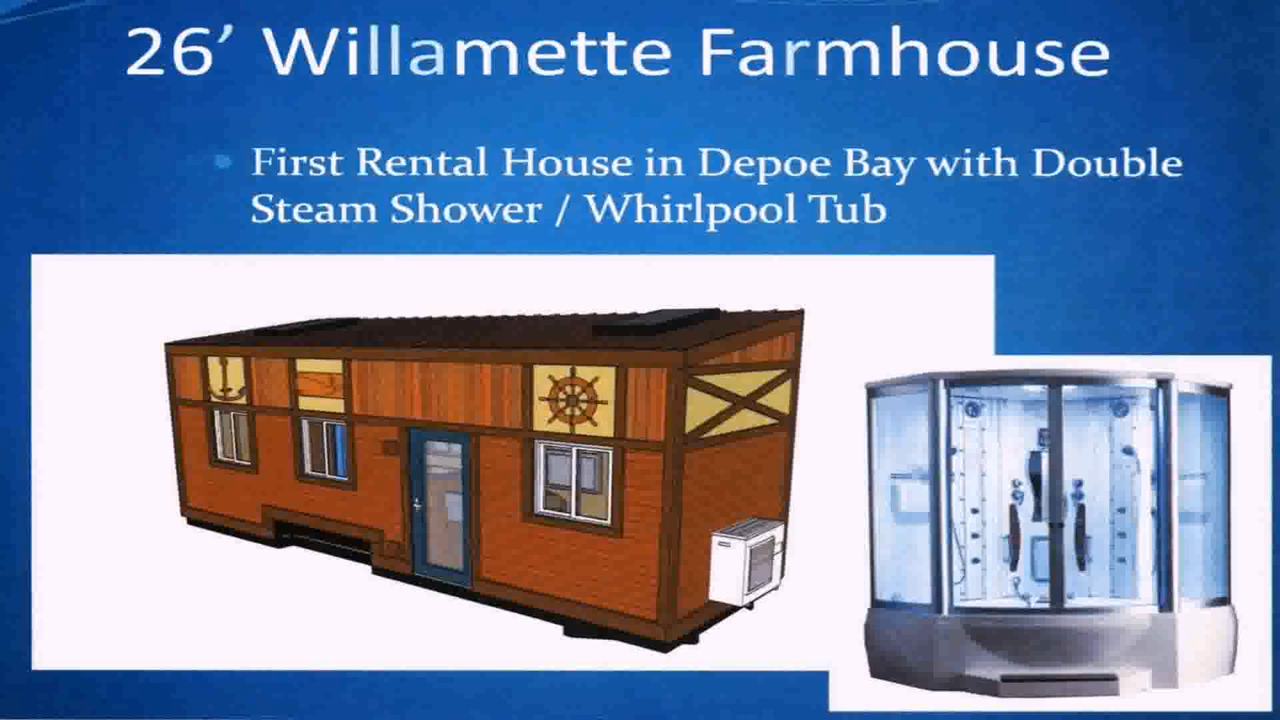 26’ Willamette Farmhouse
First Rental House in Depoe Bay with Double
Steam Shower / Whirlpool Tub